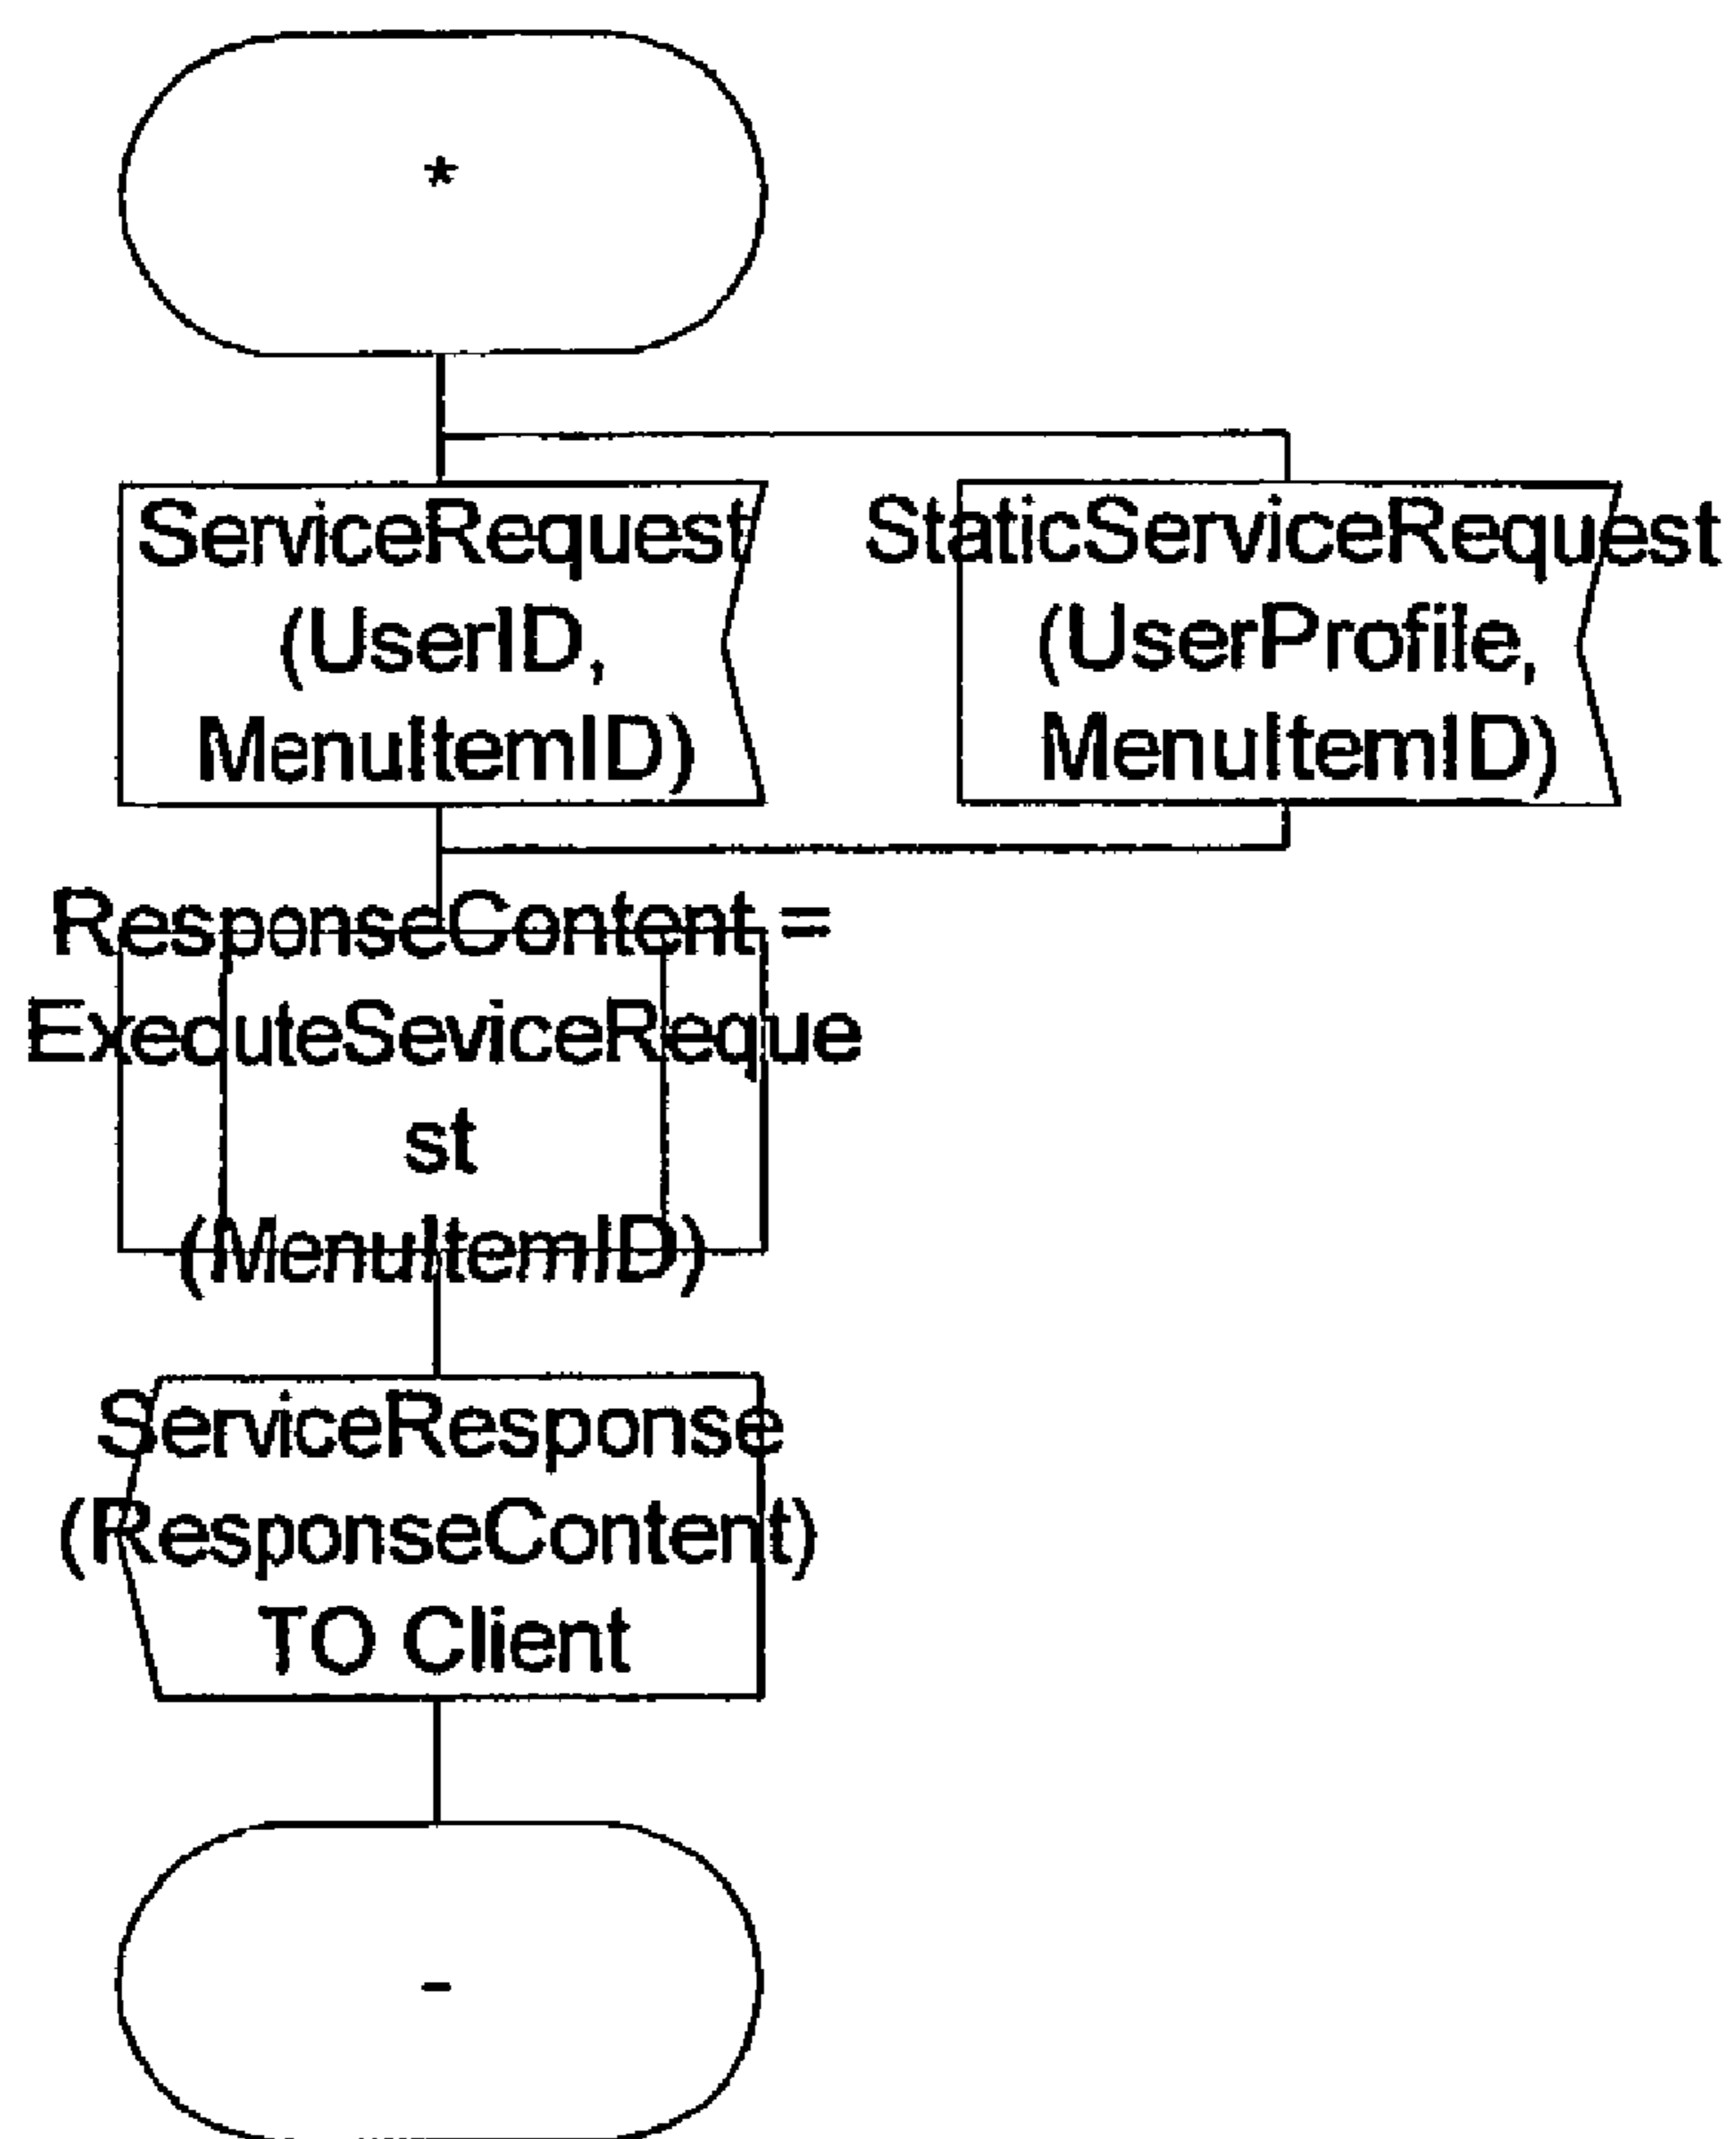 *
ServiceRequest
(UserID,
MenuItemID)
StaticServiceRequest
(UserProfile,
MenuItemID)
ResponseContent =
ExecuteSeviceReque
st
(MenuItemID)
ServiceResponse
(ResponseContent)
TO Client
-